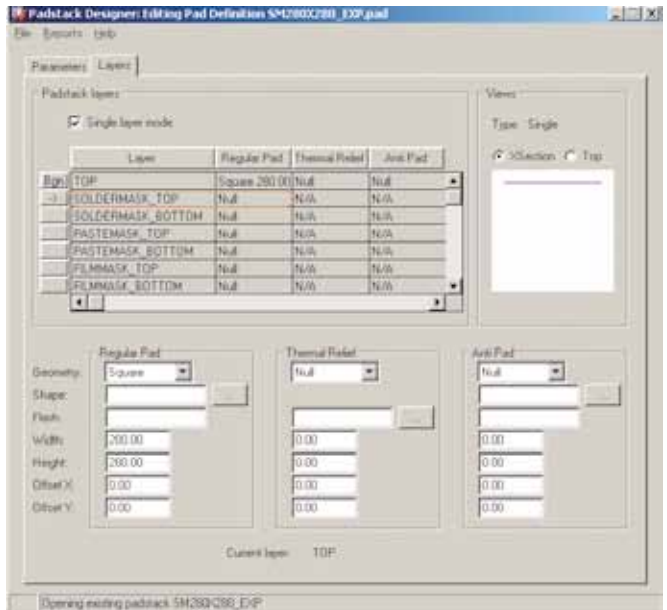 Padstack Designer: Editing Pad Definition SM280X280_EXP.pad
File Reports Help
Parameters Layers
Padstack layers
Single layer mode
Views
Type: Single
XSection Top
Layer Regular Pad Thermal Relief Anti Pad
Bgn TOP Square 280.00 Null Null
-> SOLDERMASK_TOP Null N/A N/A
SOLDERMASK_BOTTOM Null N/A N/A
PASTEMASK_TOP Null N/A N/A
PASTEMASK_BOTTOM Null N/A N/A
FILMMASK_TOP Null N/A N/A
FILMMASK_BOTTOM Null N/A N/A
Regular Pad Thermal Relief Anti Pad
Geometry: Square Null Null
Shape: ... ...
Flash: ...
Width: 280.00 0.00 0.00
Height: 280.00 0.00 0.00
Offset X: 0.00 0.00 0.00
Offset Y: 0.00 0.00 0.00
Current layer: TOP
Opening existing padstack SM280X280_EXP